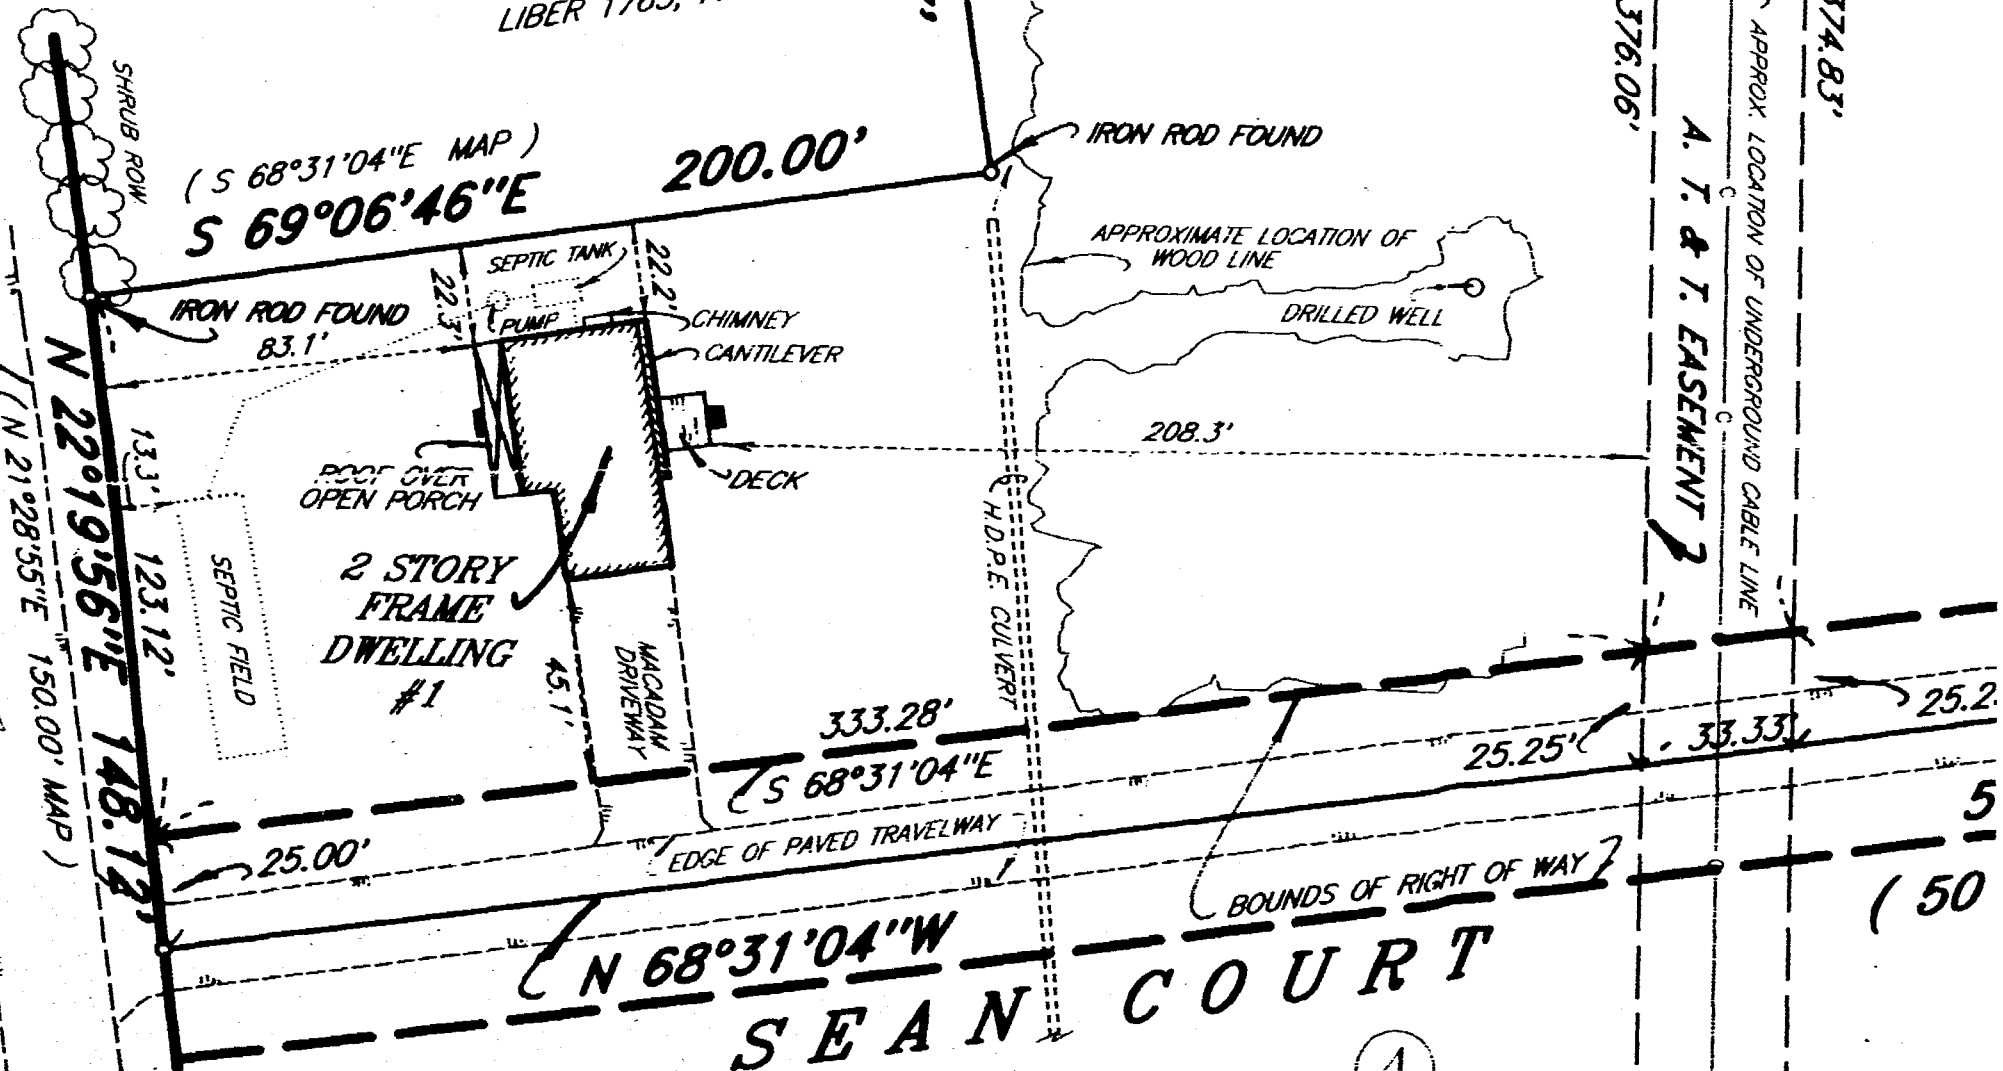 LIBER 1765,
376.06'
374.83'
APPROX. LOCATION OF UNDERGROUND CABLE LINE
A. T. & T. EASEMENT
SHRUB ROW
( S 68°31'04"E MAP )
S 69°06'46"E
200.00'
IRON ROD FOUND
APPROXIMATE LOCATION OF
WOOD LINE
DRILLED WELL
SEPTIC TANK
22.3'
22.2'
PUMP
CHIMNEY
CANTILEVER
IRON ROD FOUND
83.1'
208.3'
DECK
ROOF OVER
OPEN PORCH
13.3'
123.12'
SEPTIC FIELD
N 22°19'56"E 148.12'
( N 21°28'55"E 150.00' MAP )
2 STORY
FRAME
DWELLING
#1
45.1'
MACADAM
DRIVEWAY
H.D.P.E. CULVERT
C
C
333.28'
S 68°31'04"E
25.25'
33.33'
25.2
25.00'
EDGE OF PAVED TRAVELWAY
BOUNDS OF RIGHT OF WAY
N 68°31'04"W
5
( 50
SEAN COURT